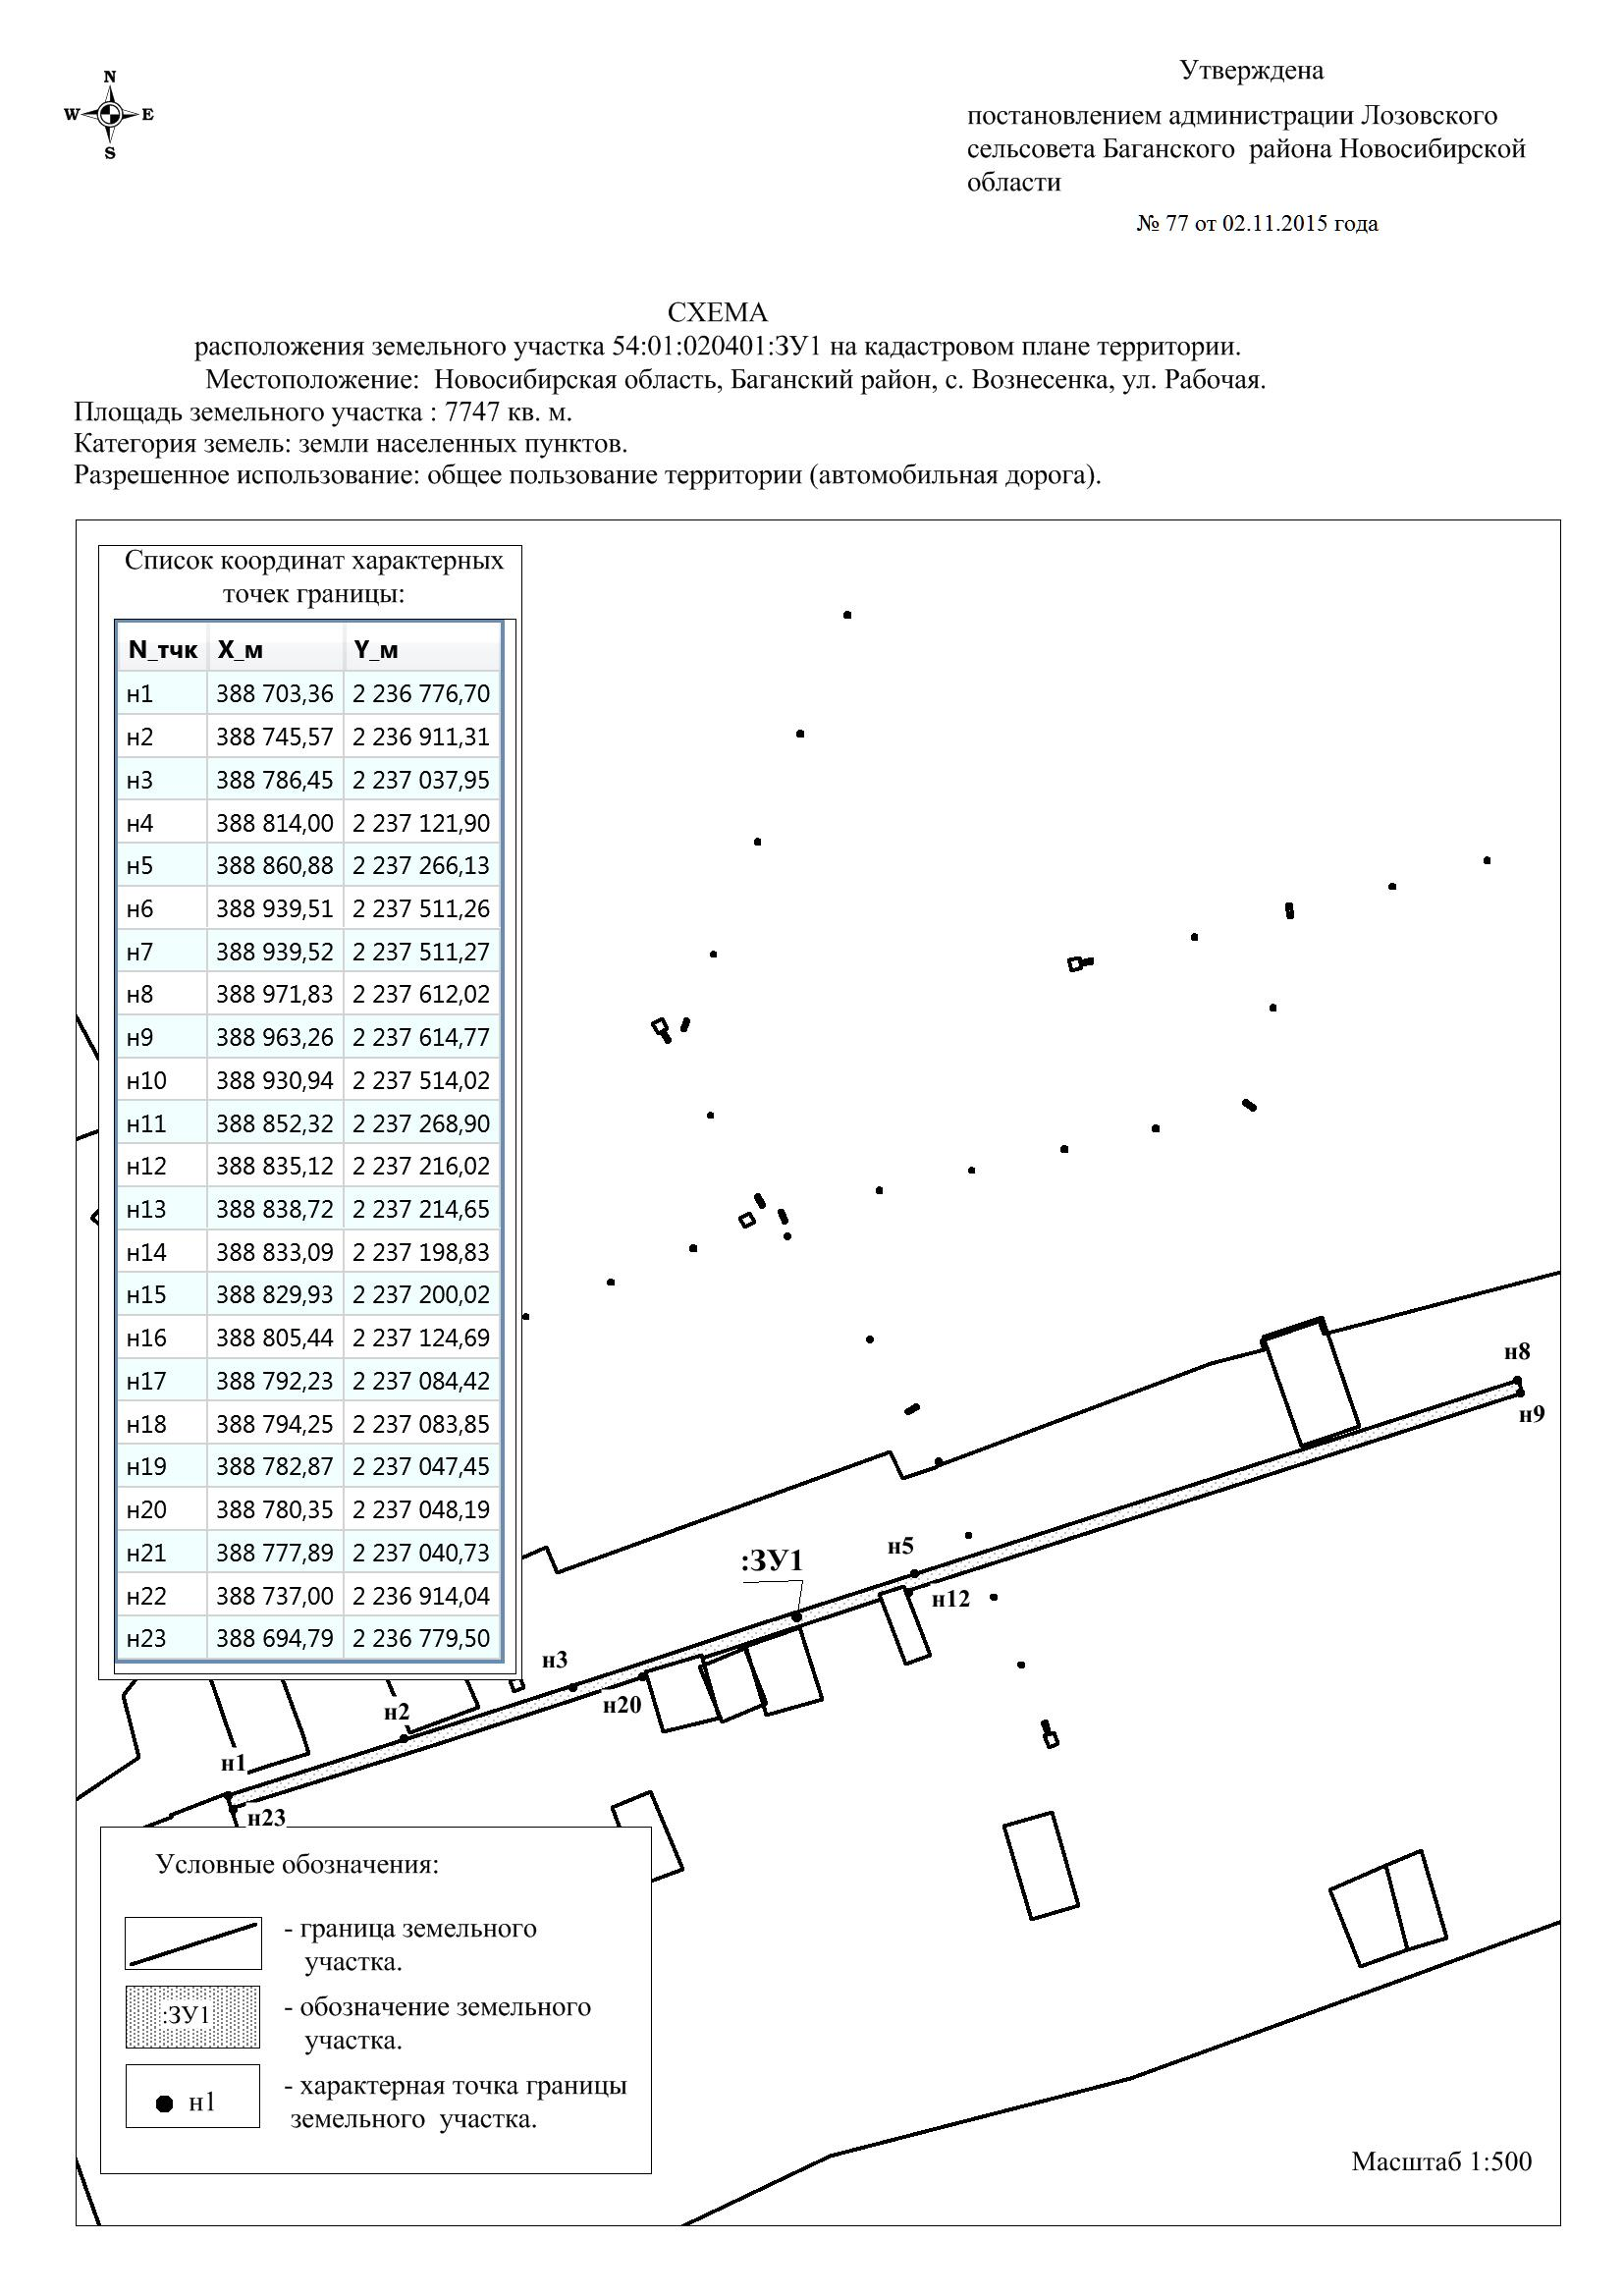 N
W E
S
Утверждена
постановлением администрации Лозовского
сельсовета Баганского района Новосибирской
области
№ 77 от 02.11.2015 года
СХЕМА
расположения земельного участка 54:01:020401:ЗУ1 на кадастровом плане территории.
Местоположение: Новосибирская область, Баганский район, с. Вознесенка, ул. Рабочая.
Площадь земельного участка : 7747 кв. м.
Категория земель: земли населенных пунктов.
Разрешенное использование: общее пользование территории (автомобильная дорога).
Список координат характерных
точек границы:
N_тчк X_м Y_м
н1 388 703,36 2 236 776,70
н2 388 745,57 2 236 911,31
н3 388 786,45 2 237 037,95
н4 388 814,00 2 237 121,90
н5 388 860,88 2 237 266,13
н6 388 939,51 2 237 511,26
н7 388 939,52 2 237 511,27
н8 388 971,83 2 237 612,02
н9 388 963,26 2 237 614,77
н10 388 930,94 2 237 514,02
н11 388 852,32 2 237 268,90
н12 388 835,12 2 237 216,02
н13 388 838,72 2 237 214,65
н14 388 833,09 2 237 198,83
н15 388 829,93 2 237 200,02
н16 388 805,44 2 237 124,69
н17 388 792,23 2 237 084,42
н18 388 794,25 2 237 083,85
н19 388 782,87 2 237 047,45
н20 388 780,35 2 237 048,19
н21 388 777,89 2 237 040,73
н22 388 737,00 2 236 914,04
н23 388 694,79 2 236 779,50
н8
н9
н5
:ЗУ1
н12
н3
н20
н2
н1
н23
Условные обозначения:
- граница земельного
участка.
:ЗУ1
- обозначение земельного
участка.
н1
- характерная точка границы
земельного участка.
Масштаб 1:500